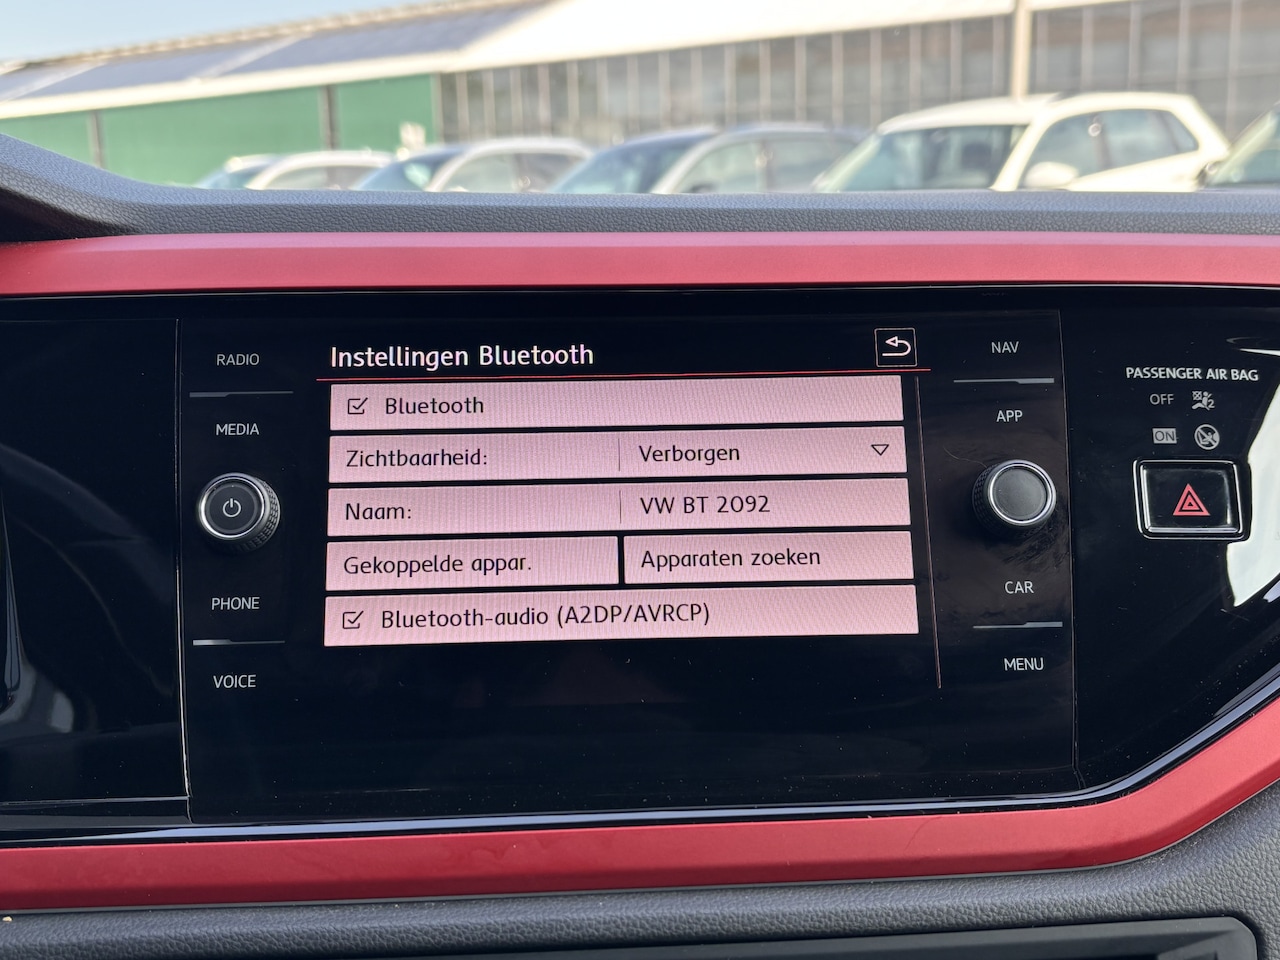 RADIO
MEDIA
PHONE
VOICE
Instellingen Bluetooth
Bluetooth
Zichtbaarheid: Verborgen
Naam: VW BT 2092
Gekoppelde appar. Apparaten zoeken
Bluetooth-audio (A2DP/AVRCP)
NAV
APP
CAR
MENU
PASSENGER AIR BAG
OFF
ON